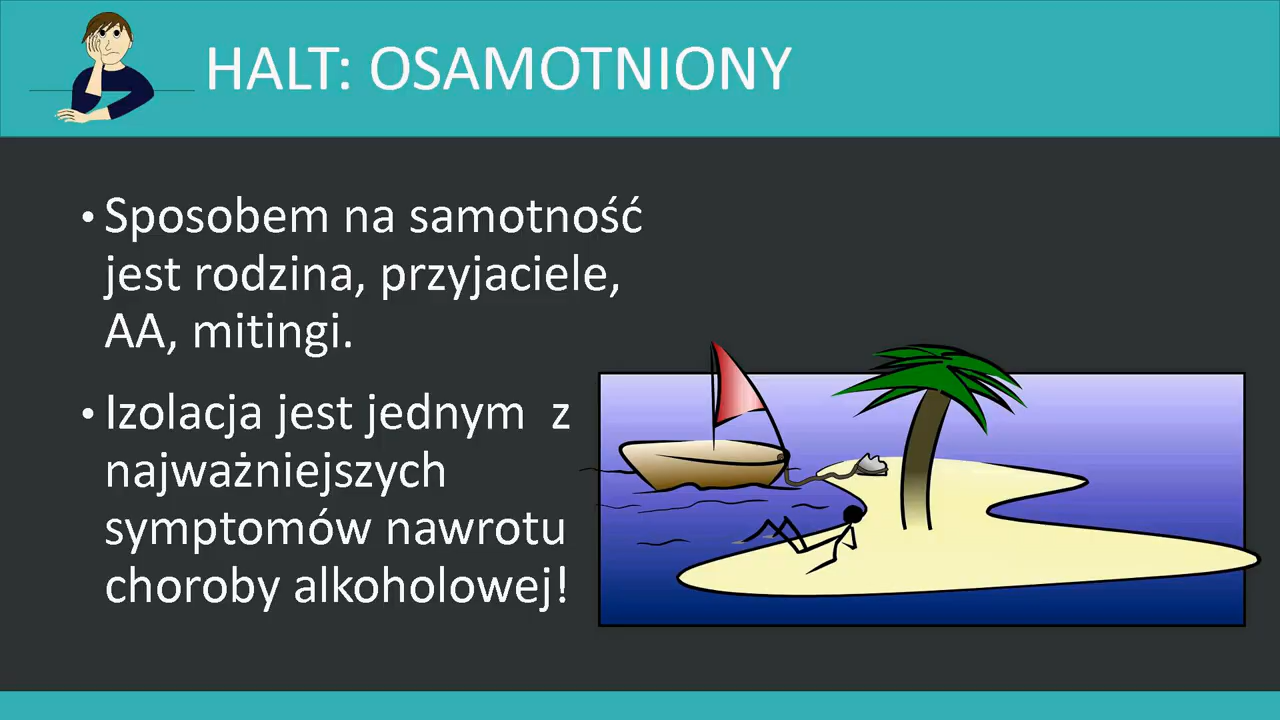 HALT: OSAMOTNIONY
• Sposobem na samotność
jest rodzina, przyjaciele,
AA, mitingi.
• Izolacja jest jednym  z
najważniejszych
symptomów nawrotu
choroby alkoholowej!